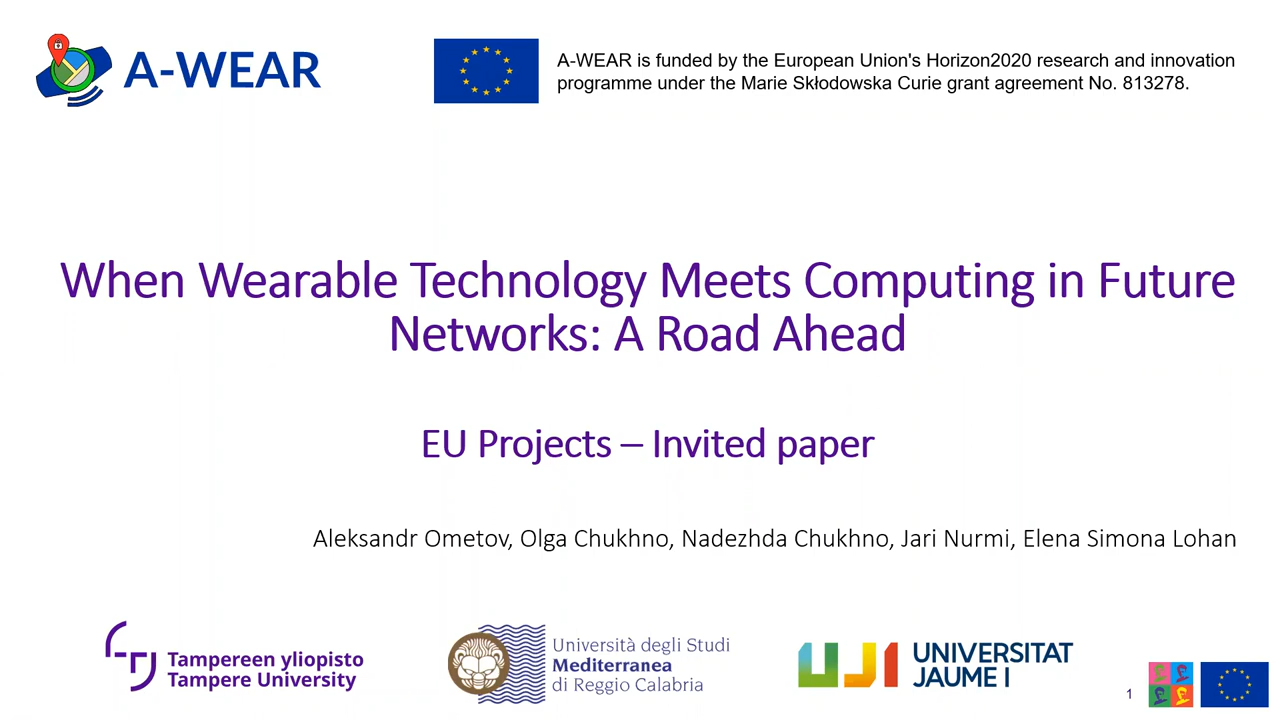 A-WEAR
A-WEAR is funded by the European Union's Horizon2020 research and innovation
programme under the Marie Skłodowska Curie grant agreement No. 813278.
When Wearable Technology Meets Computing in Future
Networks: A Road Ahead
EU Projects – Invited paper
Aleksandr Ometov, Olga Chukhno, Nadezhda Chukhno, Jari Nurmi, Elena Simona Lohan
Tampereen yliopisto
Tampere University
Università degli Studi
Mediterranea
di Reggio Calabria
UJI
UNIVERSITAT
JAUME I
1